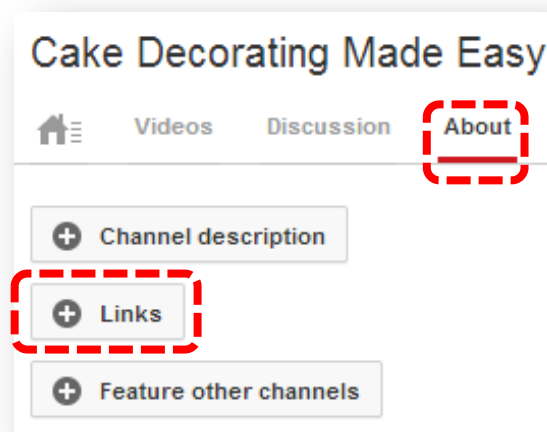 Cake Decorating Made Easy
Videos Discussion About
Channel description
Links
Feature other channels